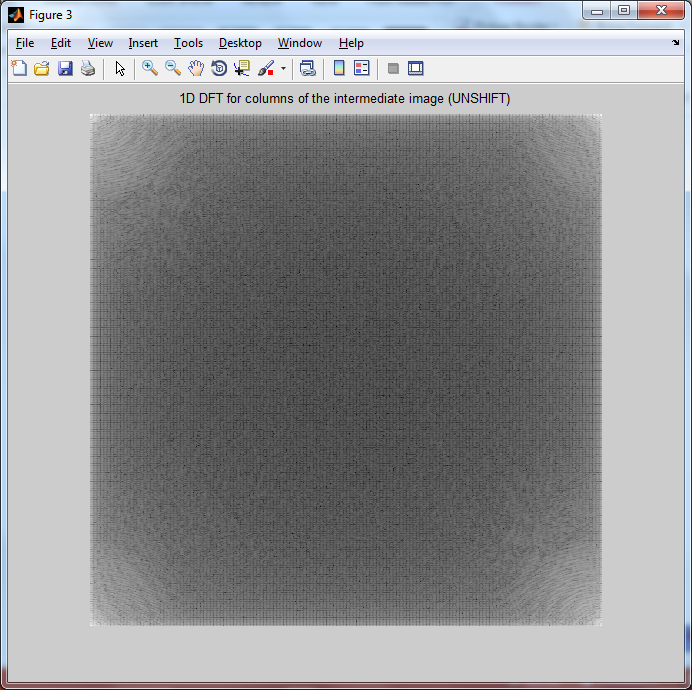 Figure 3
File Edit View Insert Tools Desktop Window Help
1D DFT for columns of the intermediate image (UNSHIFT)